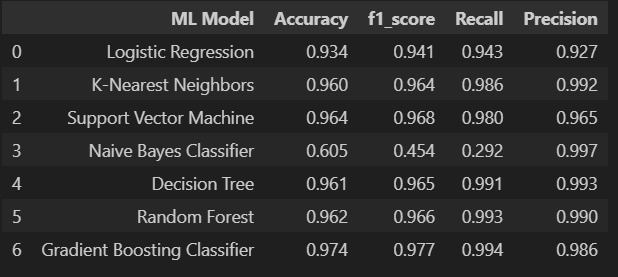 ML Model Accuracy f1_score Recall Precision
0 Logistic Regression 0.934 0.941 0.943 0.927
1 K-Nearest Neighbors 0.960 0.964 0.986 0.992
2 Support Vector Machine 0.964 0.968 0.980 0.965
3 Naive Bayes Classifier 0.605 0.454 0.292 0.997
4 Decision Tree 0.961 0.965 0.991 0.993
5 Random Forest 0.962 0.966 0.993 0.990
6 Gradient Boosting Classifier 0.974 0.977 0.994 0.986